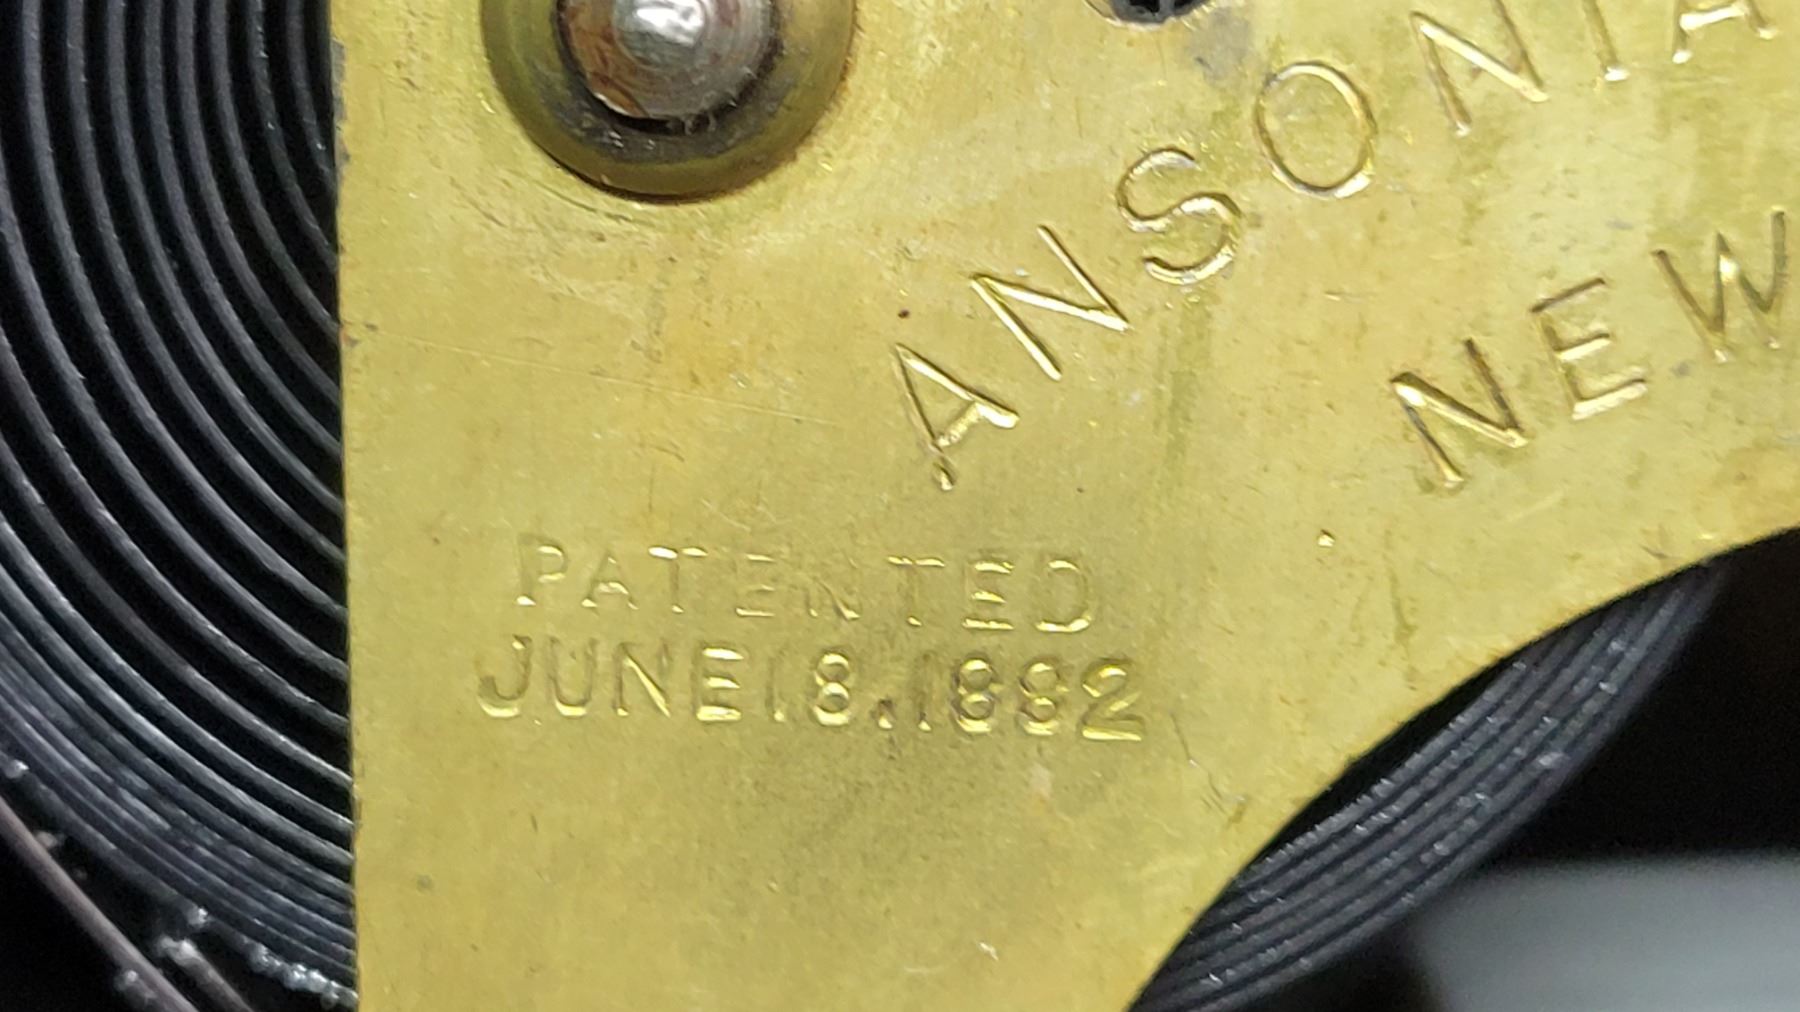 ANSONIA
NEW
PATENTED
JUNE 18.1882